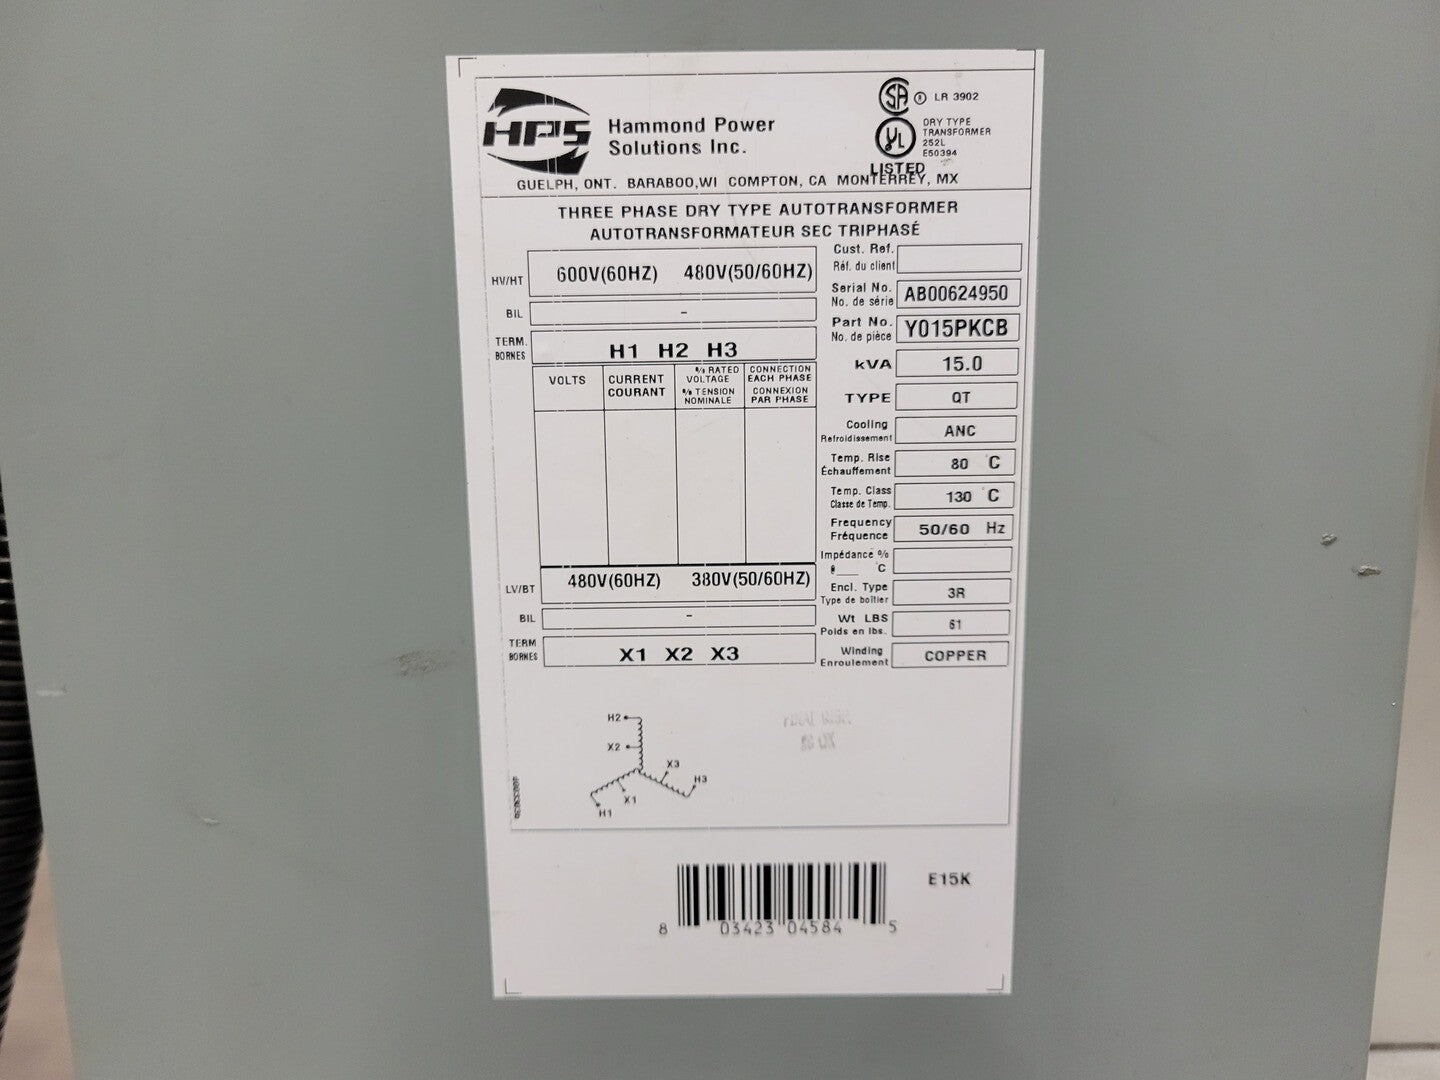 HPS
Hammond Power
Solutions Inc.
SA ® LR 3902
UL
DRY TYPE
TRANSFORMER
252L
E50394
LISTED
GUELPH, ONT. BARABOO,WI COMPTON, CA MONTERREY, MX
THREE PHASE DRY TYPE AUTOTRANSFORMER
AUTOTRANSFORMATEUR SEC TRIPHASÉ
HV/HT
600V(60HZ) 480V(50/60HZ)
BIL -
TERM.
BORNES
H1 H2 H3
VOLTS
CURRENT
COURANT
% RATED
VOLTAGE
% TENSION
NOMINALE
CONNECTION
EACH PHASE
CONNEXION
PAR PHASE
LV/BT
480V(60HZ) 380V(50/60HZ)
BIL -
TERM
BORNES
X1 X2 X3
Cust. Ref.
Réf. du client
Serial No.
No. de série
AB00624950
Part No.
No. de pièce
Y015PKCB
kVA 15.0
TYPE QT
Cooling
Refroidissement
ANC
Temp. Rise
Échauffement
80 °C
Temp. Class
Classe de Temp.
130 °C
Frequency
Fréquence
50/60 Hz
Impédance %
@___ °C
Encl. Type
Type de boîtier
3R
Wt LBS
Poids en lbs.
61
Winding
Enroulement
COPPER
H2
X2
X3
H3
X1
H1
E15K
8 03423 04584 5